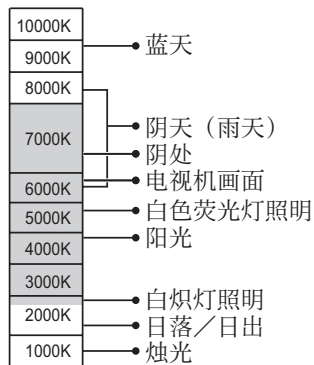 10000K
9000K
蓝天
8000K
7000K
阴天（雨天）
阴处
6000K
电视机画面
5000K
白色荧光灯照明
4000K
阳光
3000K
白炽灯照明
2000K
日落／日出
1000K
烛光